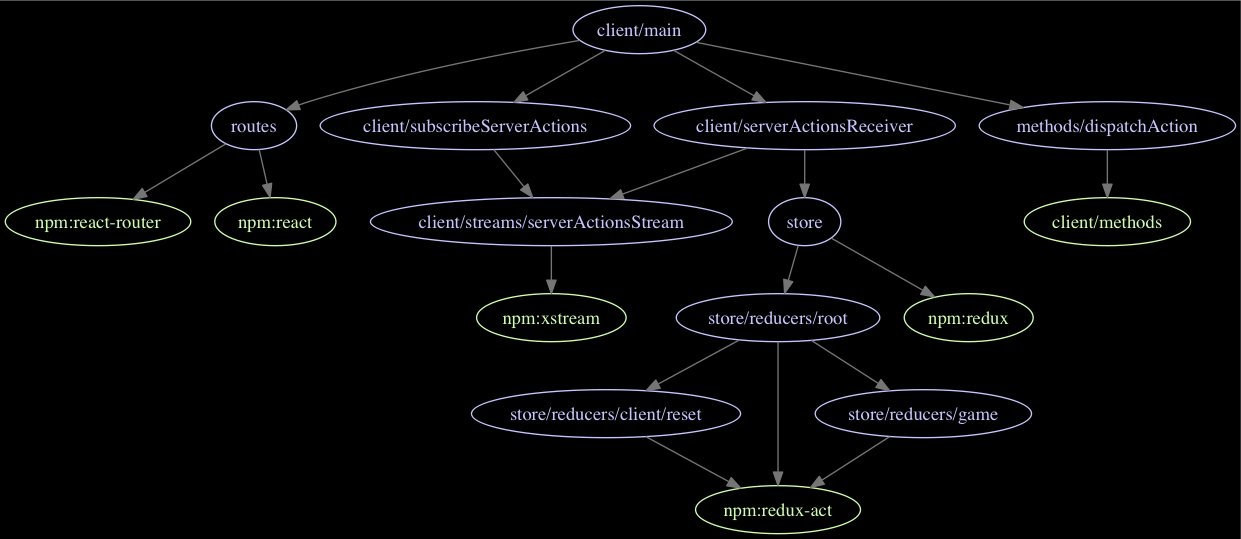 client/main
routes
client/subscribeServerActions
client/serverActionsReceiver
methods/dispatchAction
npm:react-router
npm:react
client/streams/serverActionsStream
store
client/methods
npm:xstream
store/reducers/root
npm:redux
store/reducers/client/reset
store/reducers/game
npm:redux-act